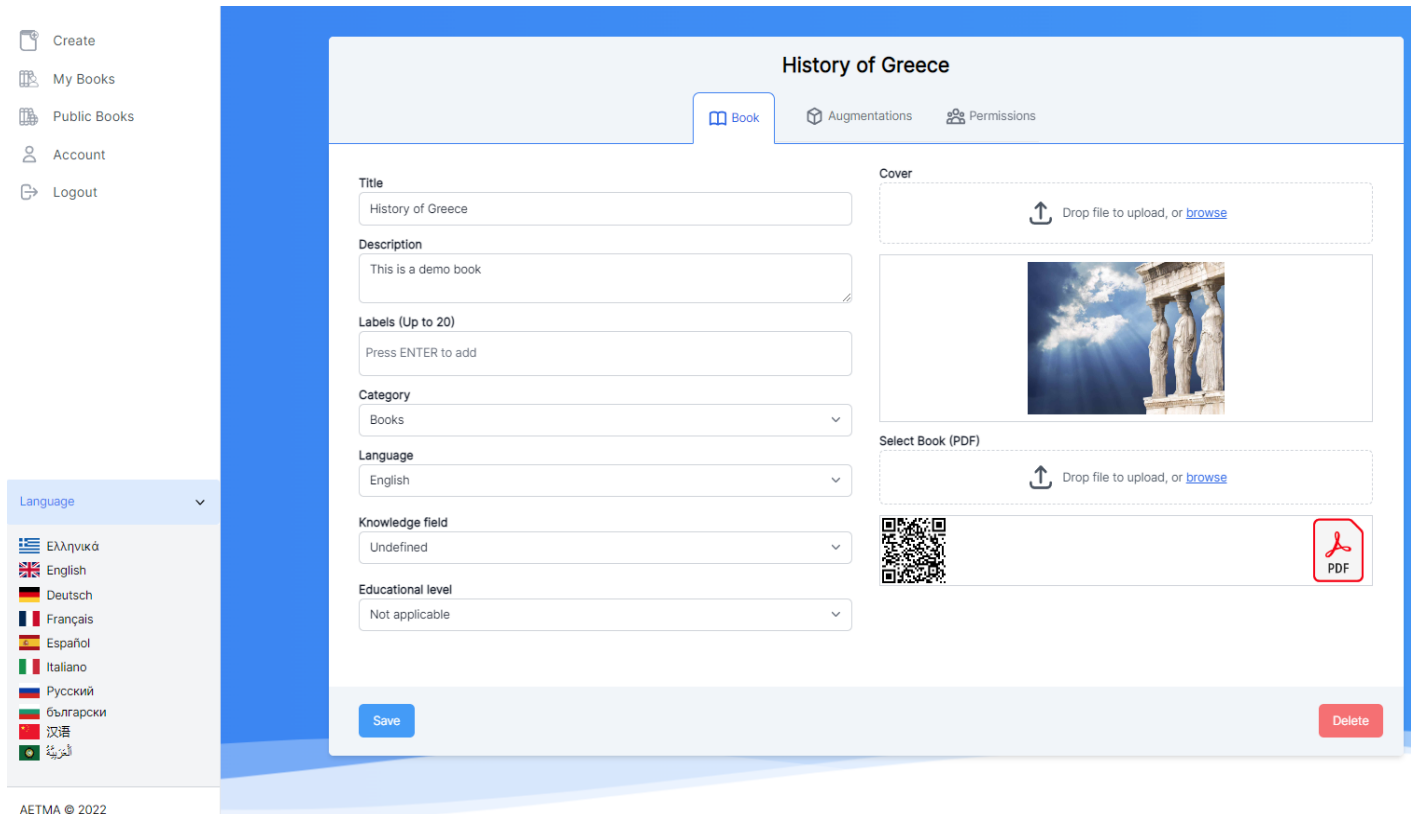 Create
My Books
Public Books
Account
Logout
Language
Ελληνικά
English
Deutsch
Français
Español
Italiano
Русский
български
汉语
اَلْعَرَبِيَّةُ
AETMA © 2022
History of Greece
Book
Augmentations
Permissions
Title
History of Greece
Description
This is a demo book
Labels (Up to 20)
Press ENTER to add
Category
Books
Language
English
Knowledge field
Undefined
Educational level
Not applicable
Cover
Drop file to upload, or browse
Select Book (PDF)
Drop file to upload, or browse
PDF
Save
Delete